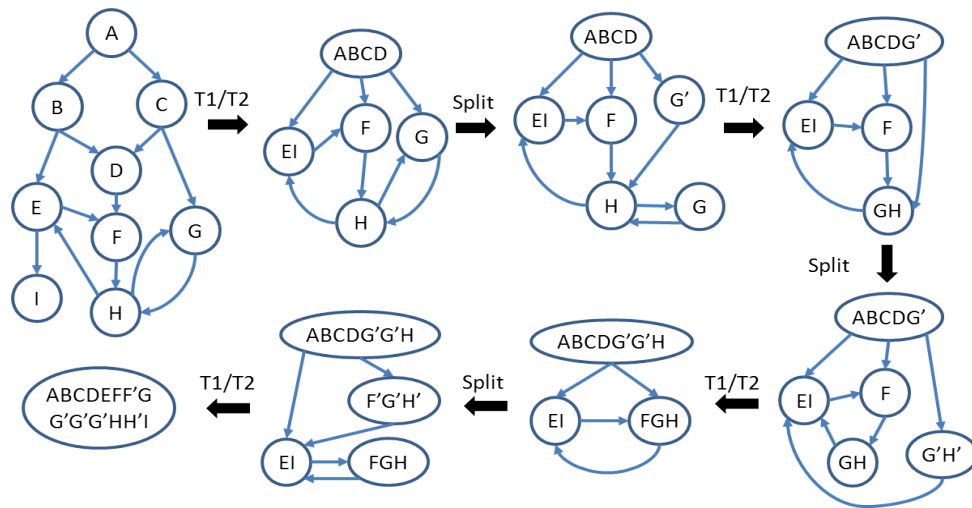 A
B
C
D
E
F
G
I
H
T1/T2
ABCD
F
EI
G
H
Split
ABCD
G’
EI
F
H
G
T1/T2
ABCDG’
EI
F
GH
Split
ABCDG’
EI
F
GH
G’H’
T1/T2
ABCDG’G’H
EI
FGH
Split
ABCDG’G’H
F’G’H’
EI
FGH
T1/T2
ABCDEFF’G
G’G’G’HH’I